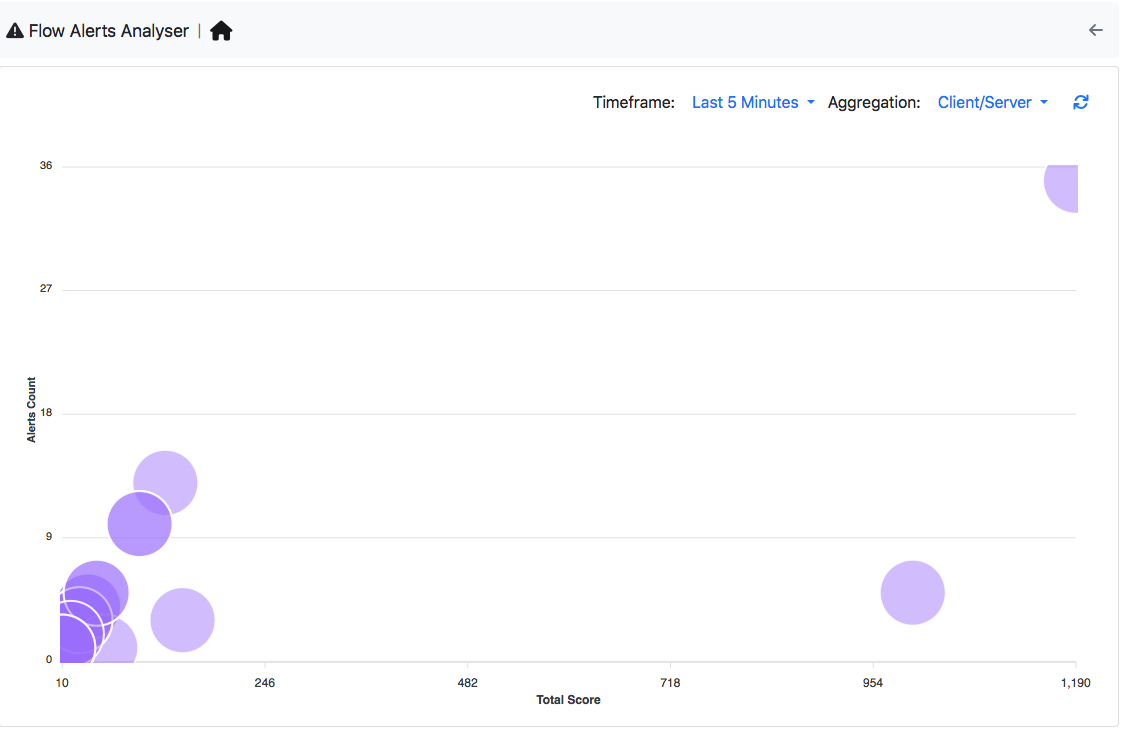 Flow Alerts Analyser |
Timeframe: Last 5 Minutes Aggregation: Client/Server
36
27
18
9
0
Alerts Count
10 246 482 718 954 1,190
Total Score